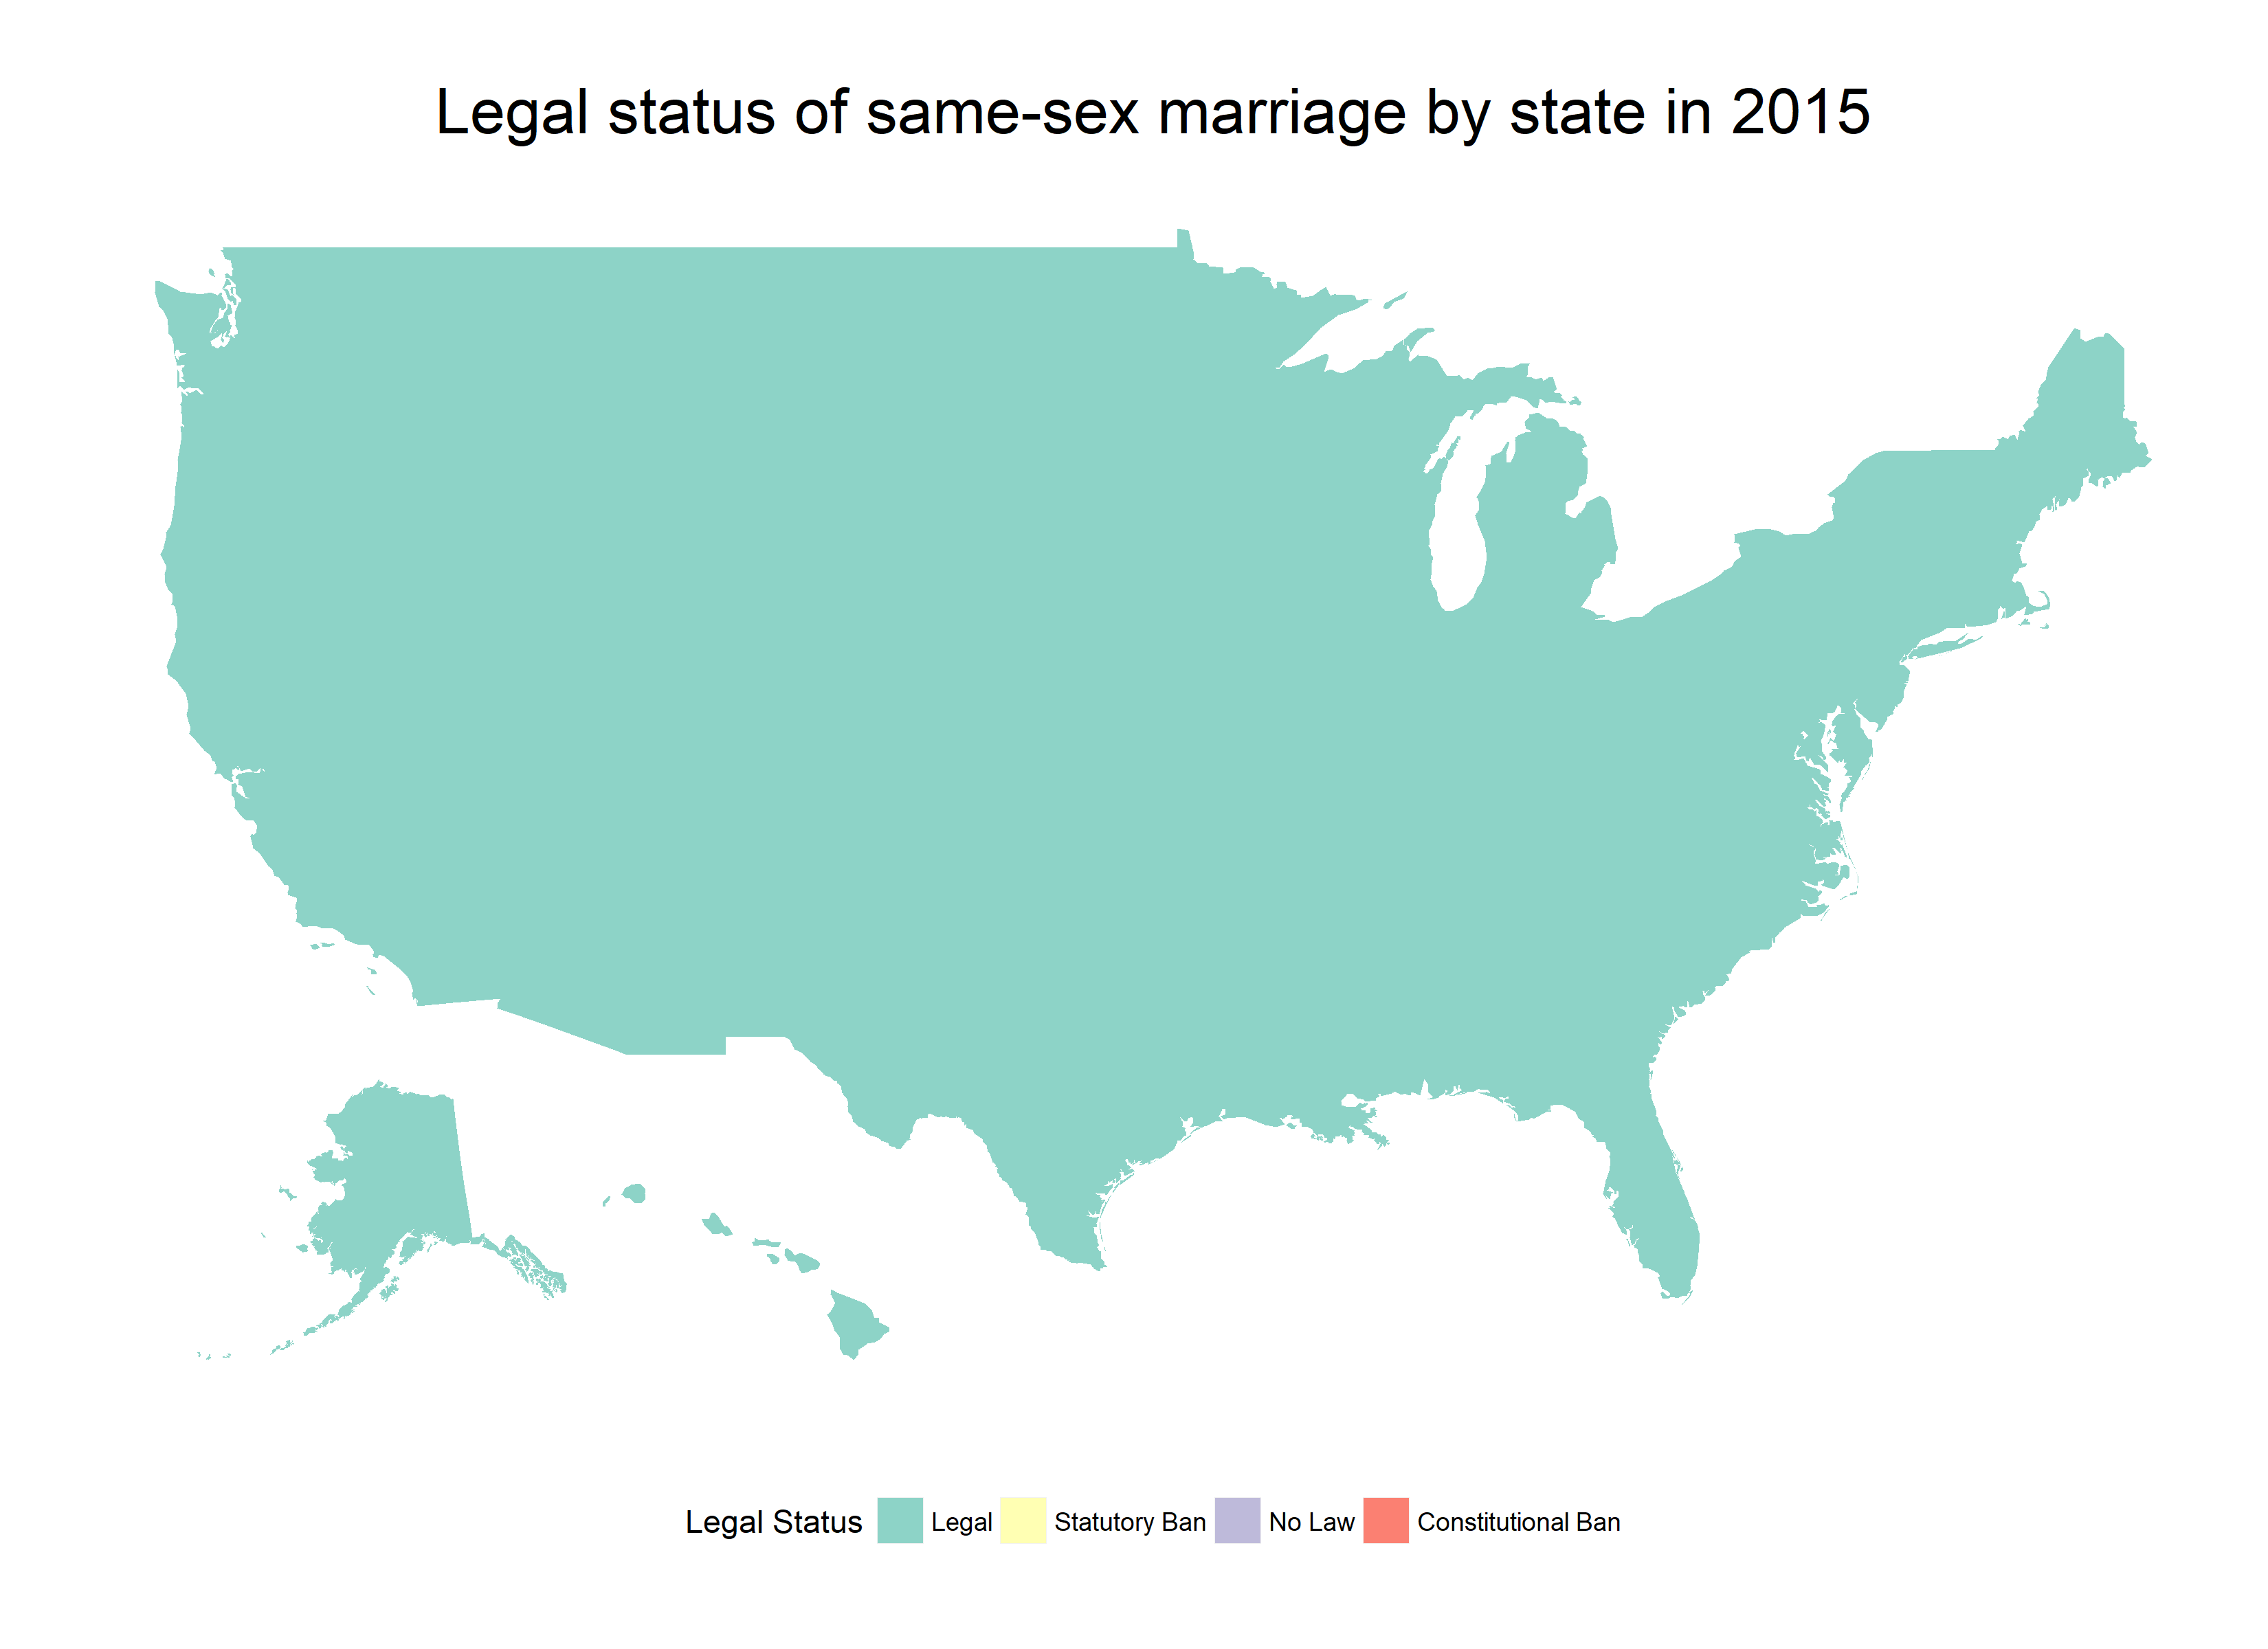 Legal status of same-sex marriage by state in 2015
Legal Status Legal Statutory Ban No Law Constitutional Ban